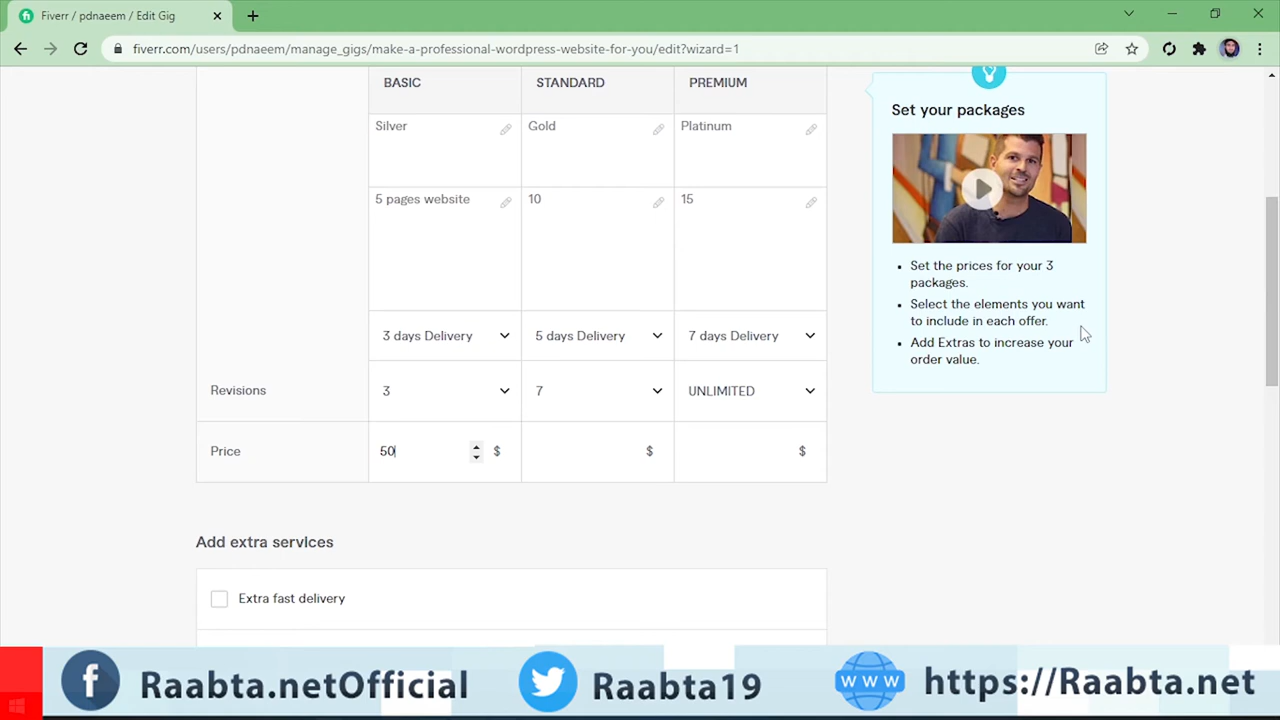 Fiverr / pdnaeem / Edit Gig
fiverr.com/users/pdnaeem/manage_gigs/make-a-professional-wordpress-website-for-you/edit?wizard=1
BASIC STANDARD PREMIUM
Silver Gold Platinum
5 pages website 10 15
3 days Delivery 5 days Delivery 7 days Delivery
Revisions 3 7 UNLIMITED
Price 50 $ $ $
Set your packages
Set the prices for your 3
packages.
Select the elements you want
to include in each offer.
Add Extras to increase your
order value.
Add extra services
Extra fast delivery
Raabta.netOfficial Raabta19 www https://Raabta.net